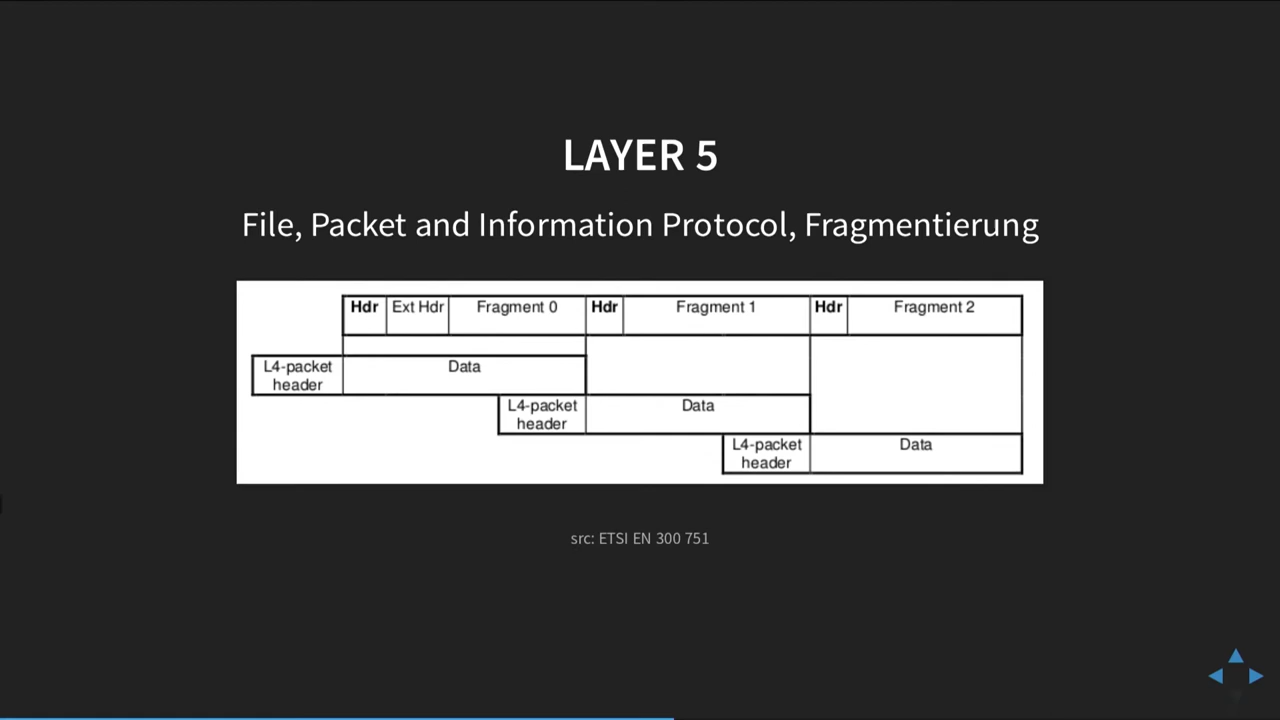 LAYER 5
File, Packet and Information Protocol, Fragmentierung
Hdr Ext Hdr Fragment 0 Hdr Fragment 1 Hdr Fragment 2
L4-packet header Data
L4-packet header Data
L4-packet header Data
src: ETSI EN 300 751